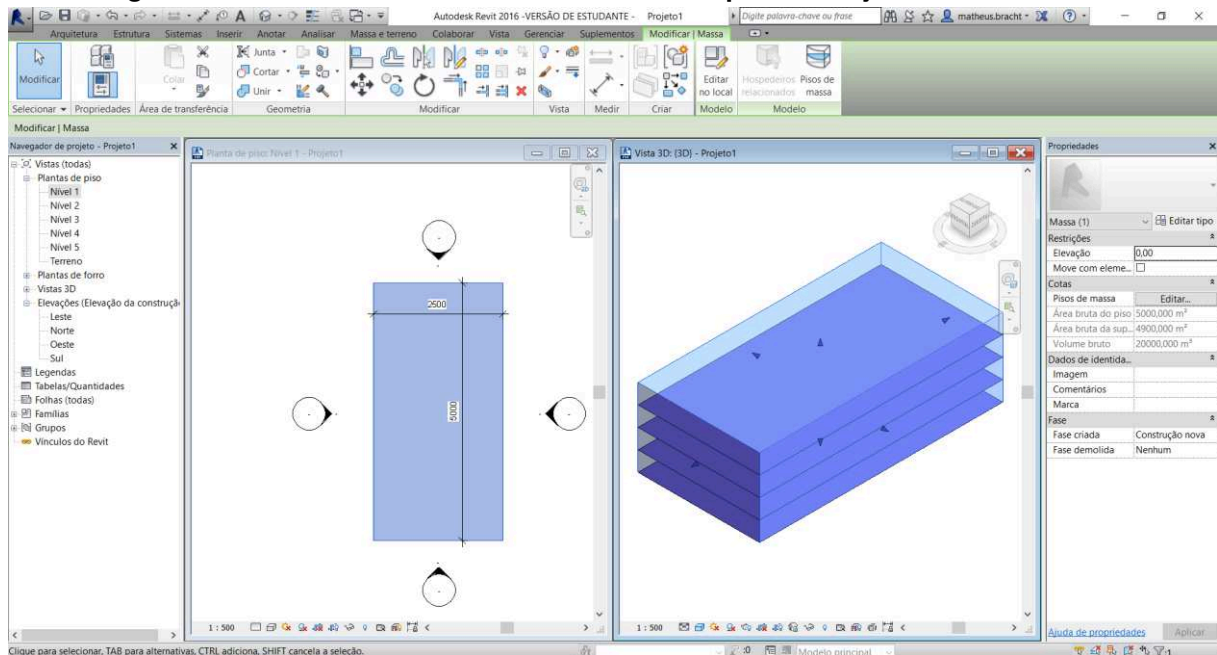 Autodesk Revit 2016 -VERSÃO DE ESTUDANTE - Projeto1
Digite palavra-chave ou frase
matheus.bracht
Arquitetura Estrutura Sistemas Inserir Anotar Analisar Massa e terreno Colaborar Vista Gerenciar Suplementos Modificar | Massa
Modificar
Colar
Junta
Cortar
Unir
Editar no local
Hospedeiros relacionados
Pisos de massa
Selecionar Propriedades Área de transferência Geometria Modificar Vista Medir Criar Modelo Modelo
Modificar | Massa
Navegador de projeto - Projeto1
Vistas (todas)
Plantas de piso
Nível 1
Nível 2
Nível 3
Nível 4
Nível 5
Terreno
Plantas de forro
Vistas 3D
Elevações (Elevação da construçã
Leste
Norte
Oeste
Sul
Legendas
Tabelas/Quantidades
Folhas (todas)
Famílias
Grupos
Vínculos do Revit
Planta de piso: Nível 1 - Projeto1
2500
5000
1 : 500
Vista 3D: {3D} - Projeto1
1 : 500
Propriedades
Massa (1)
Editar tipo
Restrições
Elevação 0,00
Move com eleme...
Cotas
Pisos de massa Editar...
Área bruta do piso 5000,000 m²
Área bruta da sup... 4900,000 m²
Volume bruto 20000,000 m³
Dados de identida...
Imagem
Comentários
Marca
Fase
Fase criada Construção nova
Fase demolida Nenhum
Ajuda de propriedades Aplicar
Clique para selecionar, TAB para alternativas, CTRL adiciona, SHIFT cancela a seleção.
:0
Modelo principal
:1